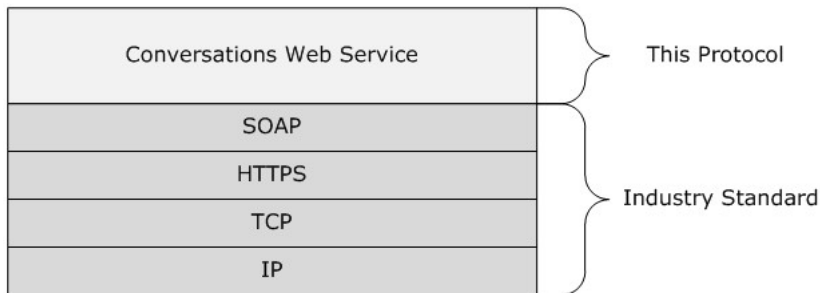 Conversations Web Service
This Protocol
SOAP
HTTPS
TCP
IP
Industry Standard